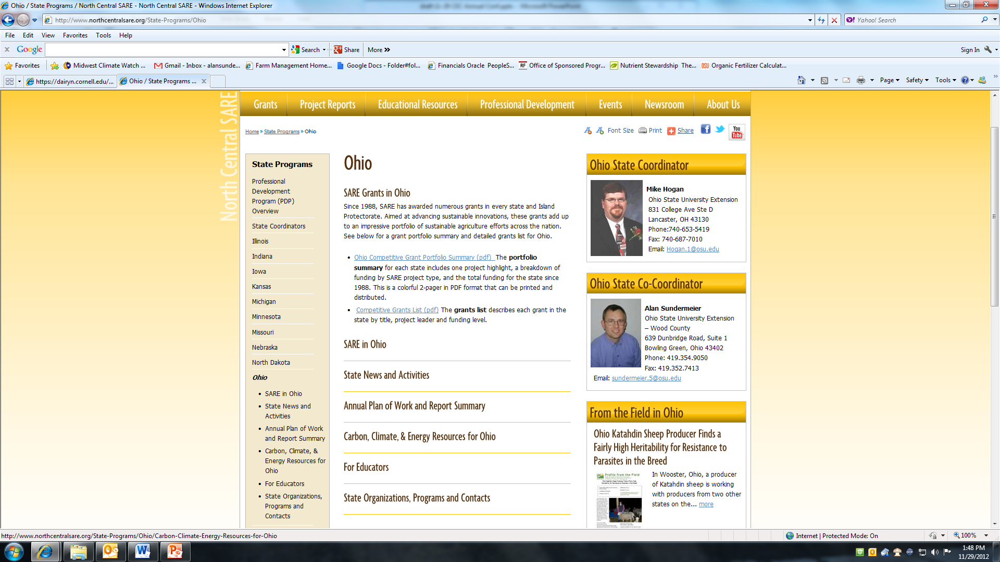 Ohio / State Programs / North Central SARE - North Central SARE - Windows Internet Explorer
http://www.northcentralsare.org/State-Programs/Ohio
Yahoo! Search
File Edit View Favorites Tools Help
x Google Search Share More » Sign In
Favorites Midwest Climate Watch ... Gmail - Inbox - alansunde... Farm Management Home... Google Docs - Folder#fol... Financials Oracle PeopleS... RF Office of Sponsored Progr... Nutrient Stewardship The... OSU Organic Fertilizer Calculat...
https://dairyn.cornell.edu/... Ohio / State Programs ... Page Safety Tools
North Central SARE
Grants Project Reports Educational Resources Professional Development Events Newsroom About Us
Home » State Programs » Ohio
Font Size Print Share You Tube
State Programs
Professional
Development
Program (PDP)
Overview
State Coordinators
Illinois
Indiana
Iowa
Kansas
Michigan
Minnesota
Missouri
Nebraska
North Dakota
Ohio
• SARE in Ohio
• State News and
Activities
• Annual Plan of Work
and Report Summary
• Carbon, Climate, &
Energy Resources for
Ohio
• For Educators
• State Organizations,
Programs and
Contacts
Ohio
SARE Grants in Ohio
Since 1988, SARE has awarded numerous grants in every state and Island
Protectorate. Aimed at advancing sustainable innovations, these grants add up
to an impressive portfolio of sustainable agriculture efforts across the nation.
See below for a grant portfolio summary and detailed grants list for Ohio.
• Ohio Competitive Grant Portfolio Summary (pdf) The portfolio
summary for each state includes one project highlight, a breakdown of
funding by SARE project type, and the total funding for the state since
1988. This is a colorful 2-pager in PDF format that can be printed and
distributed.
• Competitive Grants List (pdf) The grants list describes each grant in the
state by title, project leader and funding level.
SARE in Ohio
State News and Activities
Annual Plan of Work and Report Summary
Carbon, Climate, & Energy Resources for Ohio
For Educators
State Organizations, Programs and Contacts
Ohio State Coordinator
Mike Hogan
Ohio State University Extension
831 College Ave Ste D
Lancaster, OH 43130
Phone:740-653-5419
Fax: 740-687-7010
Email: Hogan.1@osu.edu
Ohio State Co-Coordinator
Alan Sundermeier
Ohio State University Extension
– Wood County
639 Dunbridge Road, Suite 1
Bowling Green, Ohio 43402
Phone: 419.354.9050
Fax: 419.352.7413
Email: sundermeier.5@osu.edu
From the Field in Ohio
Ohio Katahdin Sheep Producer Finds a
Fairly High Heritability for Resistance to
Parasites in the Breed
Profile from the Field
In Wooster, Ohio, a producer
of Katahdin sheep is working
with producers from two other
states on the... more
http://www.northcentralsare.org/State-Programs/Ohio/Carbon-Climate-Energy-Resources-for-Ohio
Internet | Protected Mode: On 100%
1:48 PM
11/29/2012